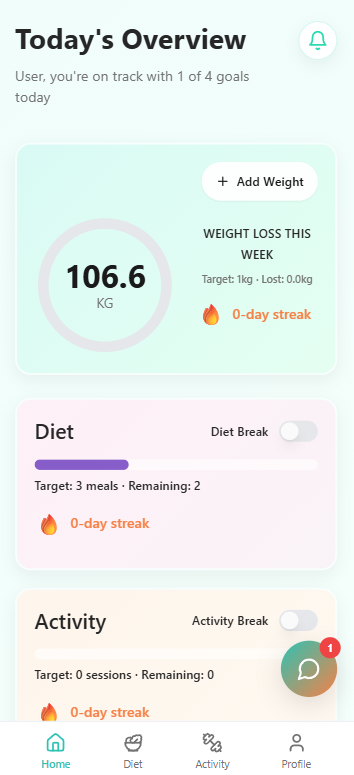 Today's Overview
User, you're on track with 1 of 4 goals
today
Add Weight
106.6
KG
WEIGHT LOSS THIS
WEEK
Target: 1kg · Lost: 0.0kg
0-day streak
Diet
Diet Break
Target: 3 meals · Remaining: 2
0-day streak
Activity
Activity Break
Target: 0 sessions · Remaining: 0
1
0-day streak
Home Diet Activity Profile